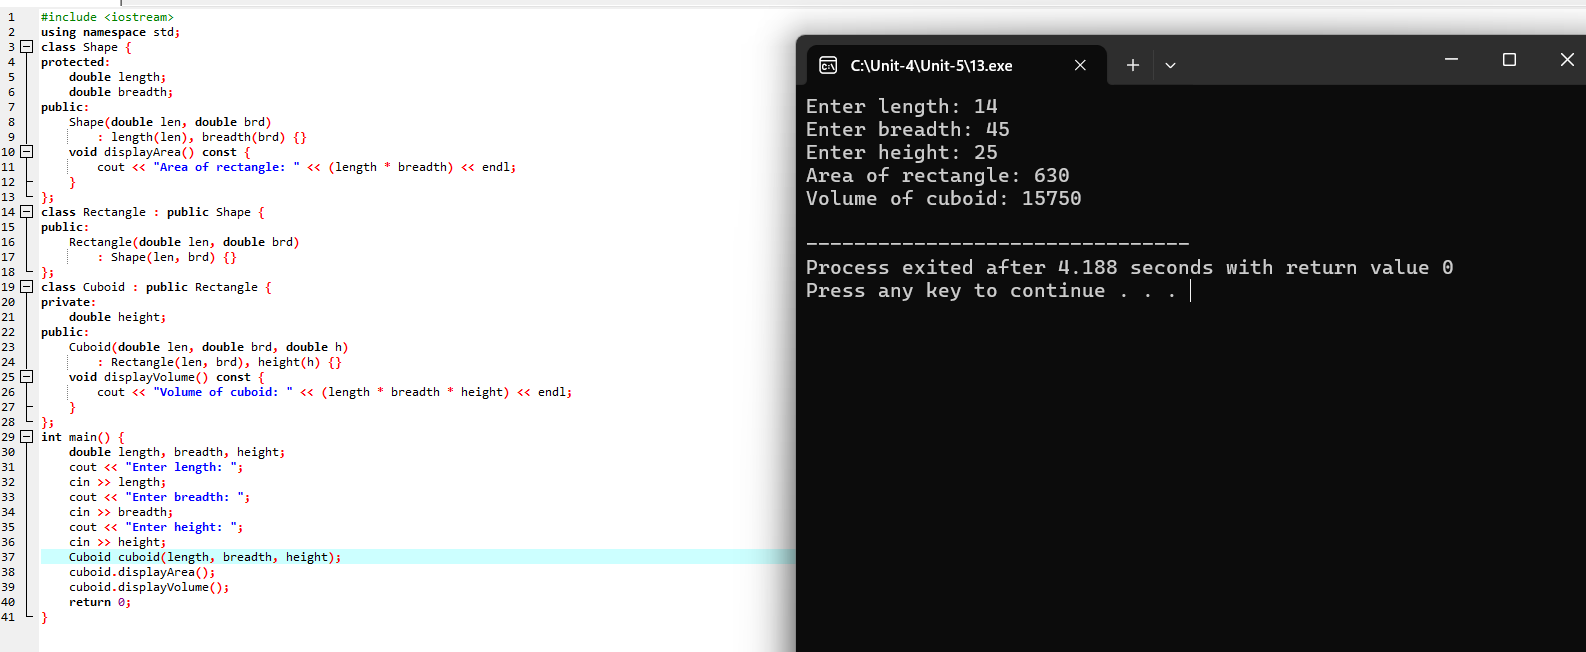 1 #include <iostream>
2 using namespace std;
3 class Shape {
4 protected:
5 double length;
6 double breadth;
7 public:
8 Shape(double len, double brd)
9 : length(len), breadth(brd) {}
10 void displayArea() const {
11 cout << "Area of rectangle: " << (length * breadth) << endl;
12 }
13 };
14 class Rectangle : public Shape {
15 public:
16 Rectangle(double len, double brd)
17 : Shape(len, brd) {}
18 };
19 class Cuboid : public Rectangle {
20 private:
21 double height;
22 public:
23 Cuboid(double len, double brd, double h)
24 : Rectangle(len, brd), height(h) {}
25 void displayVolume() const {
26 cout << "Volume of cuboid: " << (length * breadth * height) << endl;
27 }
28 };
29 int main() {
30 double length, breadth, height;
31 cout << "Enter length: ";
32 cin >> length;
33 cout << "Enter breadth: ";
34 cin >> breadth;
35 cout << "Enter height: ";
36 cin >> height;
37 Cuboid cuboid(length, breadth, height);
38 cuboid.displayArea();
39 cuboid.displayVolume();
40 return 0;
41 }
C:\Unit-4\Unit-5\13.exe
Enter length: 14
Enter breadth: 45
Enter height: 25
Area of rectangle: 630
Volume of cuboid: 15750
--------------------------------
Process exited after 4.188 seconds with return value 0
Press any key to continue . . .